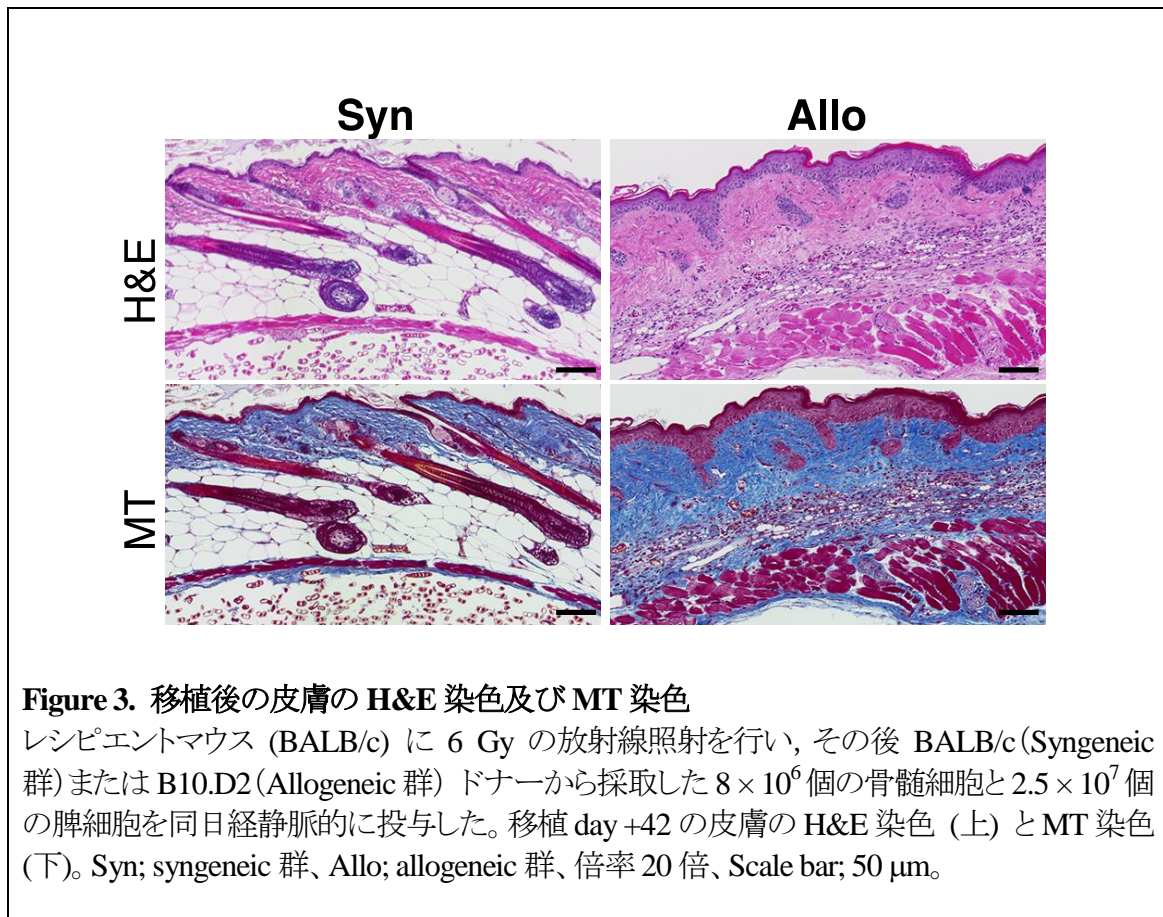 Syn Allo
H&E
MT
Figure 3. 移植後の皮膚の H&E 染色及び MT 染色
レシピエントマウス (BALB/c) に 6 Gy の放射線照射を行い, その後 BALB/c(Syngeneic
群)または B10.D2(Allogeneic 群) ドナーから採取した 8 × 10⁶ 個の骨髄細胞と 2.5 × 10⁷ 個
の脾細胞を同日経静脈的に投与した。移植 day +42 の皮膚の H&E 染色 (上) と MT 染色
(下)。Syn; syngeneic 群、Allo; allogeneic 群、倍率 20 倍、Scale bar; 50 μm。